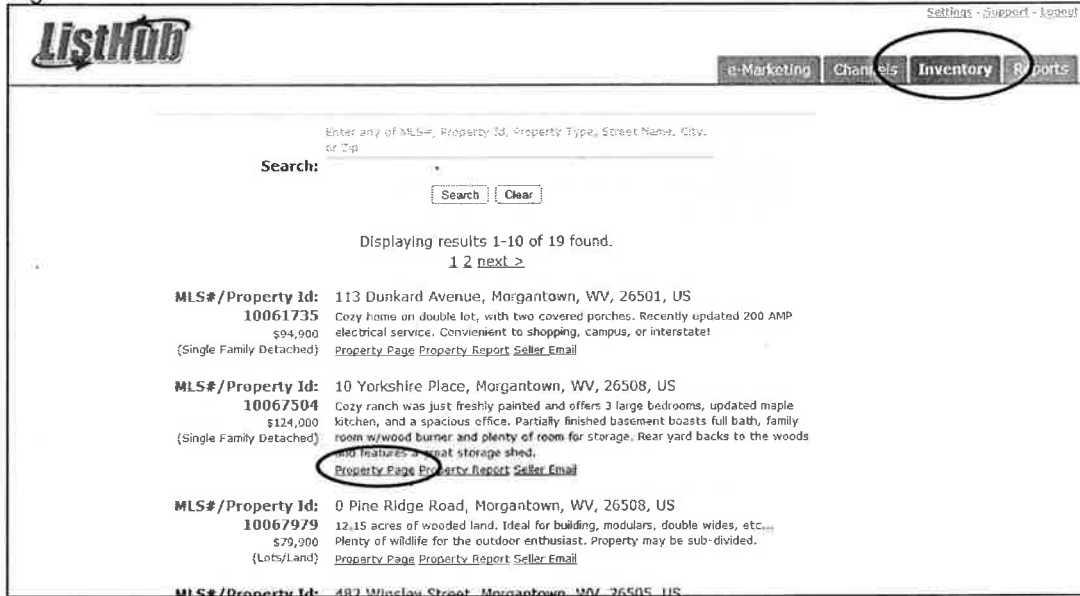 Settings - Support - Logout
ListHub
e-Marketing Channels Inventory Reports
Enter any of MLS#, Property Id, Property Type, Street Name, City,
or Zip
Search:
Search Clear
Displaying results 1-10 of 19 found.
1 2 next >
MLS#/Property Id: 113 Dunkard Avenue, Morgantown, WV, 26501, US
10061735 Cozy home on double lot, with two covered porches. Recently updated 200 AMP
$94,900 electrical service. Convienient to shopping, campus, or interstate!
(Single Family Detached) Property Page Property Report Seller Email
MLS#/Property Id: 10 Yorkshire Place, Morgantown, WV, 26508, US
10067504 Cozy ranch was just freshly painted and offers 3 large bedrooms, updated maple
$124,000 kitchen, and a spacious office. Partially finished basement boasts full bath, family
(Single Family Detached) room w/wood burner and plenty of room for storage. Rear yard backs to the woods
and features a great storage shed.
Property Page Property Report Seller Email
MLS#/Property Id: 0 Pine Ridge Road, Morgantown, WV, 26508, US
10067979 12.15 acres of wooded land. Ideal for building, modulars, double wides, etc...
$79,900 Plenty of wildlife for the outdoor enthusiast. Property may be sub-divided.
(Lots/Land) Property Page Property Report Seller Email
MLS#/Property Id: 482 Winsley Street, Morgantown, WV, 26505, US